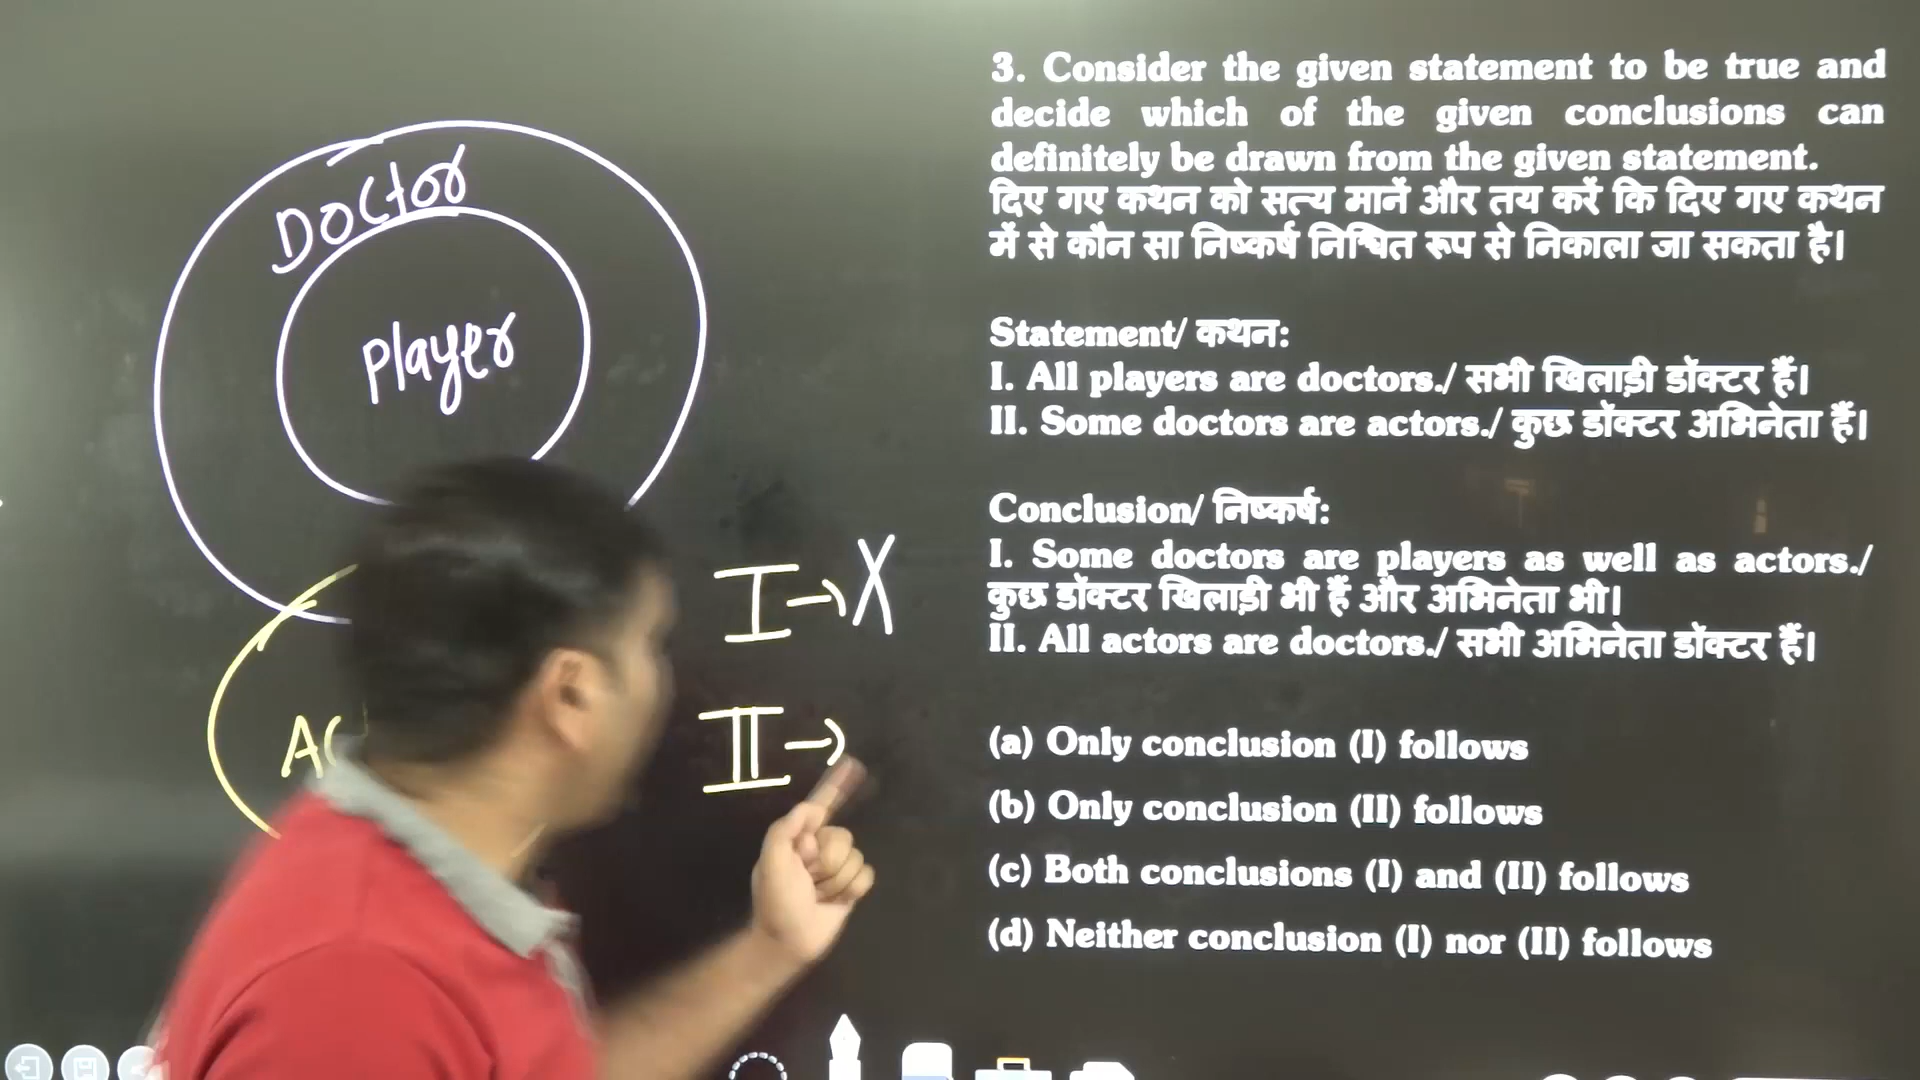 Doctor
Player
AC
I → X
II →
3. Consider the given statement to be true and
decide which of the given conclusions can
definitely be drawn from the given statement.
दिए गए कथन को सत्य मानें और तय करें कि दिए गए कथन
में से कौन सा निष्कर्ष निश्चित रूप से निकाला जा सकता है।
Statement/ कथन:
I. All players are doctors./ सभी खिलाड़ी डॉक्टर हैं।
II. Some doctors are actors./ कुछ डॉक्टर अभिनेता हैं।
Conclusion/ निष्कर्ष:
I. Some doctors are players as well as actors./
कुछ डॉक्टर खिलाड़ी भी हैं और अभिनेता भी।
II. All actors are doctors./ सभी अभिनेता डॉक्टर हैं।
(a) Only conclusion (I) follows
(b) Only conclusion (II) follows
(c) Both conclusions (I) and (II) follows
(d) Neither conclusion (I) nor (II) follows